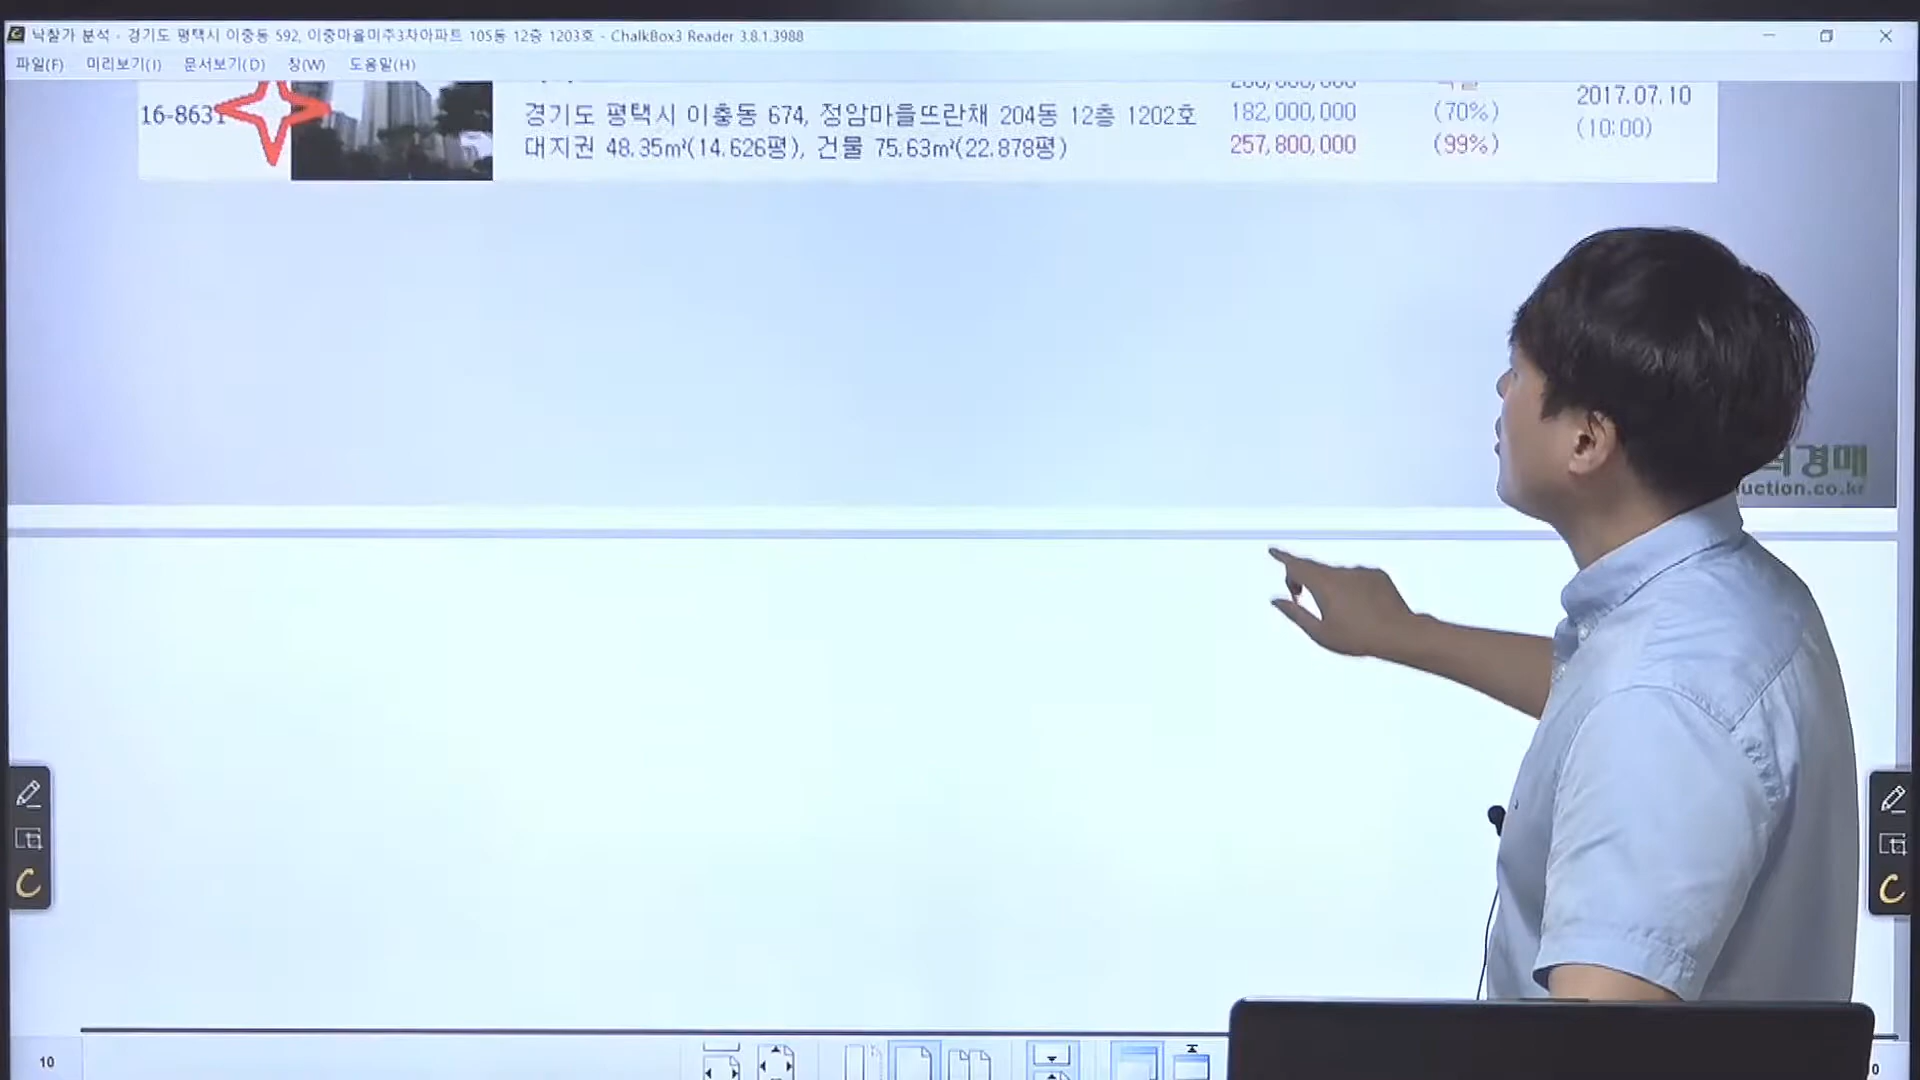 낙찰가 분석 - 경기도 평택시 이충동 592, 이충마을미주3차아파트 105동 12층 1203호 - ChalkBox3 Reader 3.8.1.3988
파일(F) 미리보기(I) 문서보기(D) 창(W) 도움말(H)
16-8631
경기도 평택시 이충동 674, 정암마을뜨란채 204동 12층 1202호
대지권 48.35㎡(14.626평), 건물 75.63㎡(22.878평)
182,000,000 (70%)
257,800,000 (99%)
2017.07.10
(10:00)
경매
uction.co.kr
10